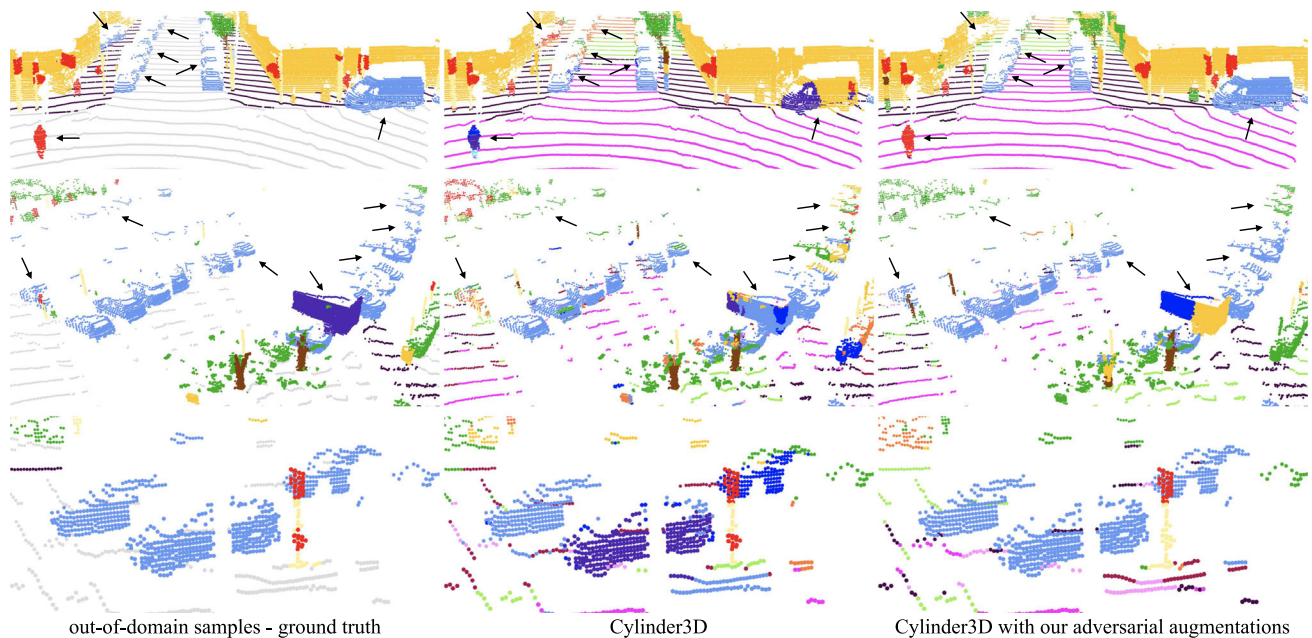 out-of-domain samples - ground truth
Cylinder3D
Cylinder3D with our adversarial augmentations